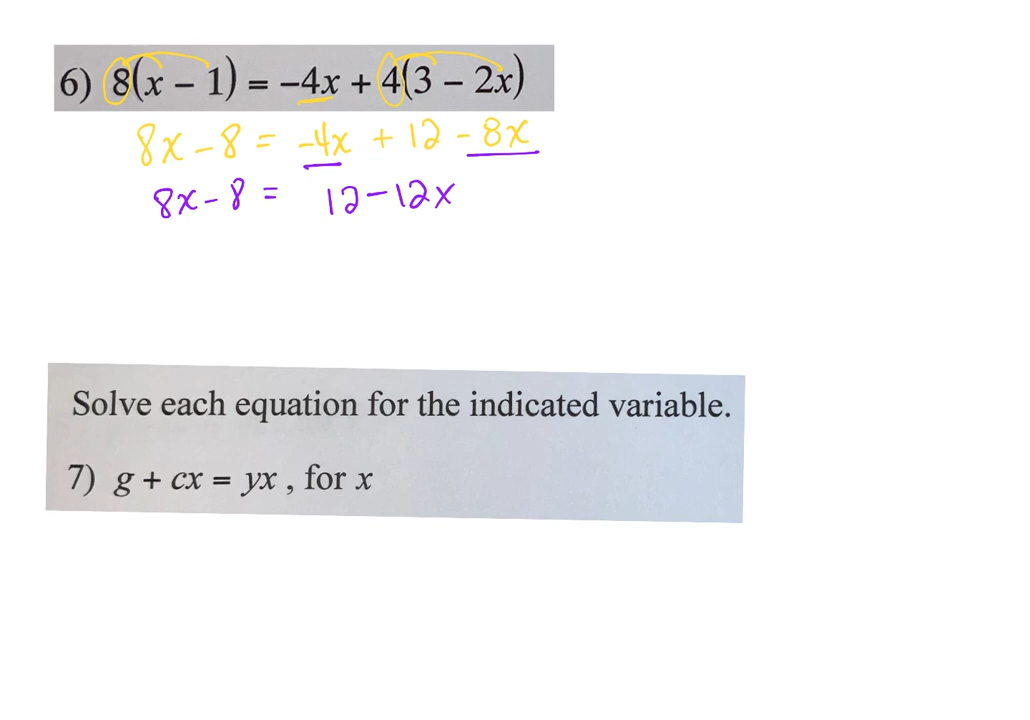 6) 8(x − 1) = −4x + 4(3 − 2x)
8x − 8 = −4x + 12 − 8x
8x − 8 = 12 − 12x
Solve each equation for the indicated variable.
7) g + cx = yx , for x